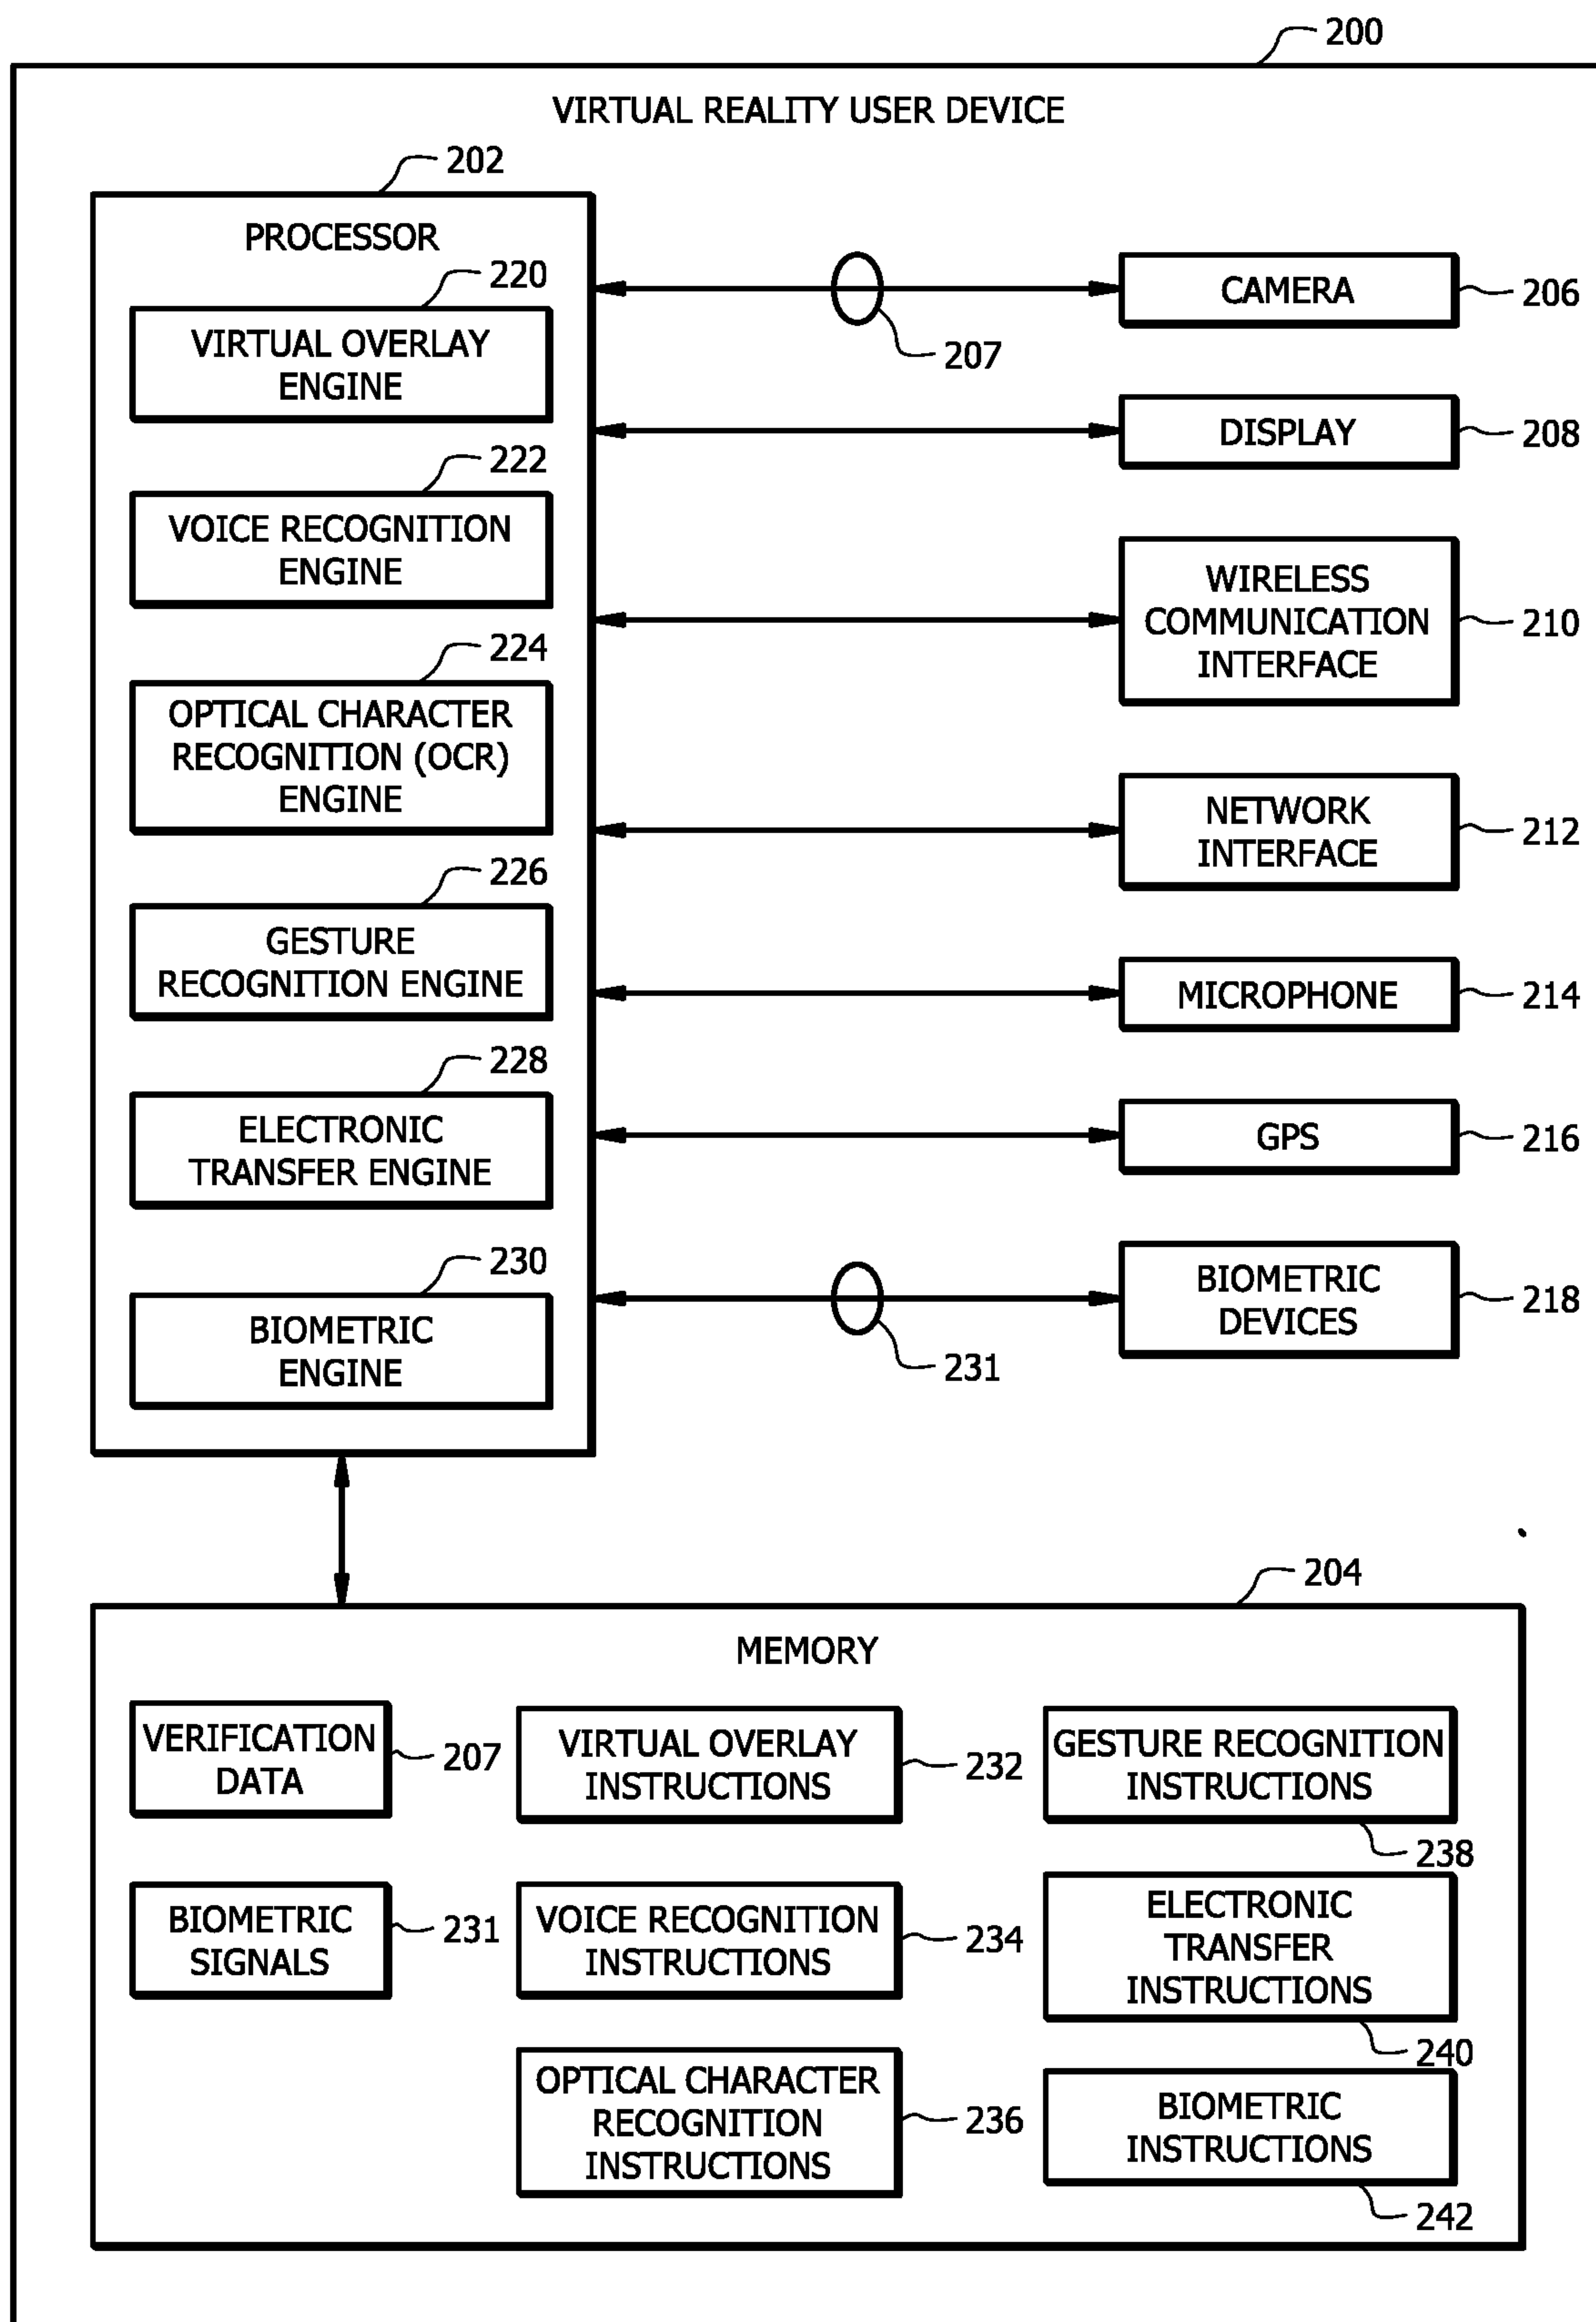 200
VIRTUAL REALITY USER DEVICE
202
PROCESSOR
220
VIRTUAL OVERLAY
ENGINE
222
VOICE RECOGNITION
ENGINE
224
OPTICAL CHARACTER
RECOGNITION (OCR)
ENGINE
226
GESTURE
RECOGNITION ENGINE
228
ELECTRONIC
TRANSFER ENGINE
230
BIOMETRIC
ENGINE
207
CAMERA
206
DISPLAY
208
WIRELESS
COMMUNICATION
INTERFACE
210
NETWORK
INTERFACE
212
MICROPHONE
214
GPS
216
BIOMETRIC
DEVICES
218
231
204
MEMORY
VERIFICATION
DATA
207
BIOMETRIC
SIGNALS
231
VIRTUAL OVERLAY
INSTRUCTIONS
232
VOICE RECOGNITION
INSTRUCTIONS
234
OPTICAL CHARACTER
RECOGNITION
INSTRUCTIONS
236
GESTURE RECOGNITION
INSTRUCTIONS
238
ELECTRONIC
TRANSFER
INSTRUCTIONS
240
BIOMETRIC
INSTRUCTIONS
242